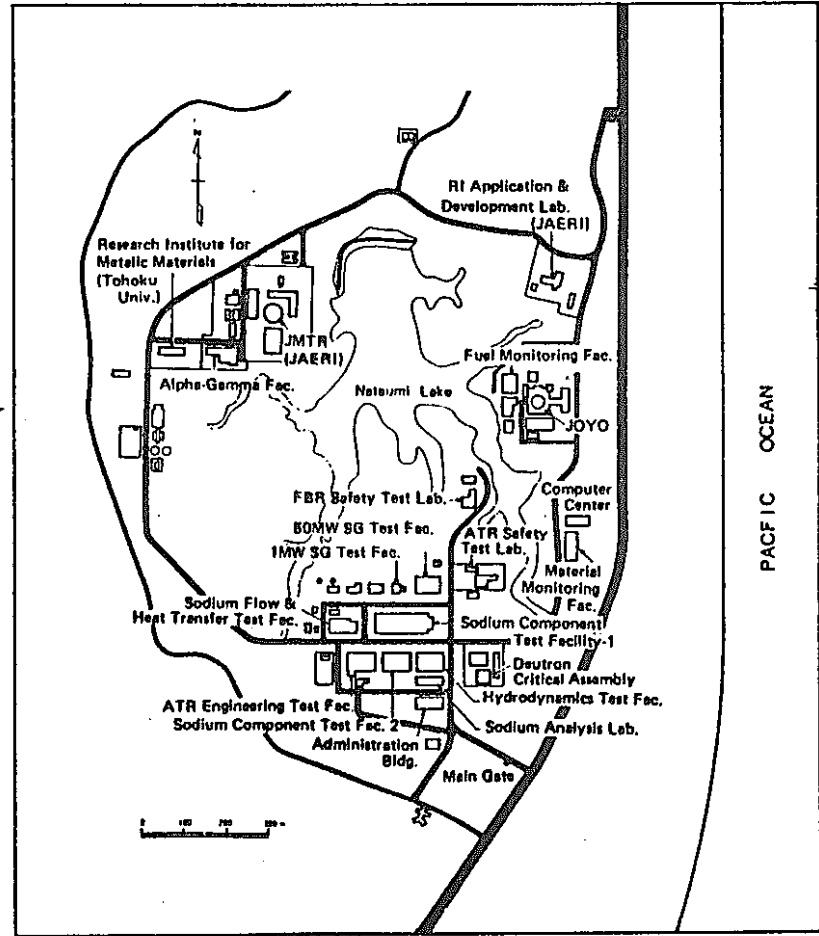 N
RI Application &
Development Lab.
(JAERI)
Research Institute for
Metalic Materials
(Tohoku
Univ.)
JMTR
(JAERI)
Alpha-Gamma Fac.
Natsumi Lake
Fuel Monitoring Fac.
JOYO
PACFIC OCEAN
FBR Safety Test Lab.
50MW SG Test Fac.
1MW SG Test Fac.
ATR Safety
Test Lab.
Computer
Center
Material
Monitoring
Fac.
Sodium Flow &
Heat Transfer Test Fac.
Sodium Component
Test Facility-1
Deutron
Critical Assembly
Hydrodynamics Test Fac.
ATR Engineering Test Fac.
Sodium Component Test Fac. 2
Sodium Analysis Lab.
Administration
Bldg.
Main Gate
0 100 200